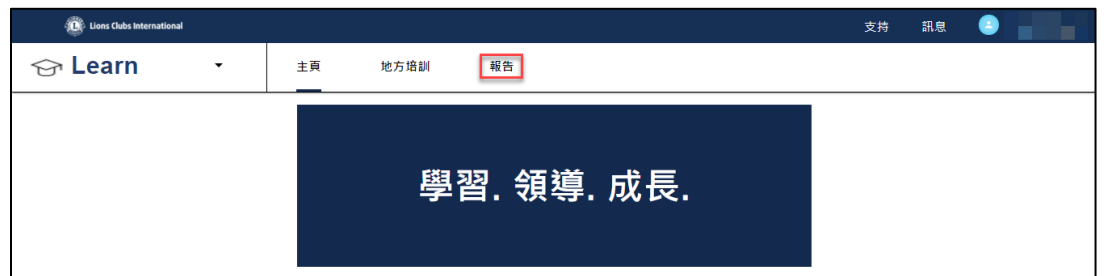 Lions Clubs International
支持 訊息
Learn
主頁 地方培訓 報告
學習. 領導. 成長.